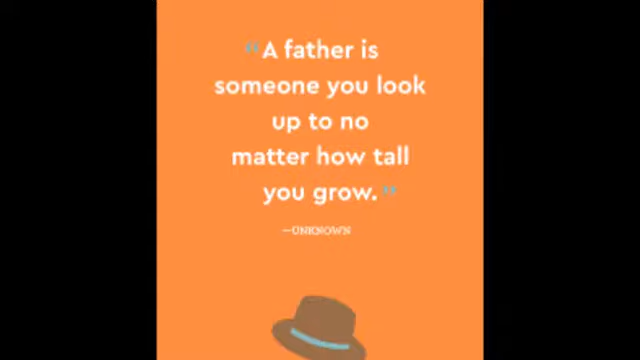 “A father is
someone you look
up to no
matter how tall
you grow.“
—UNKNOWN